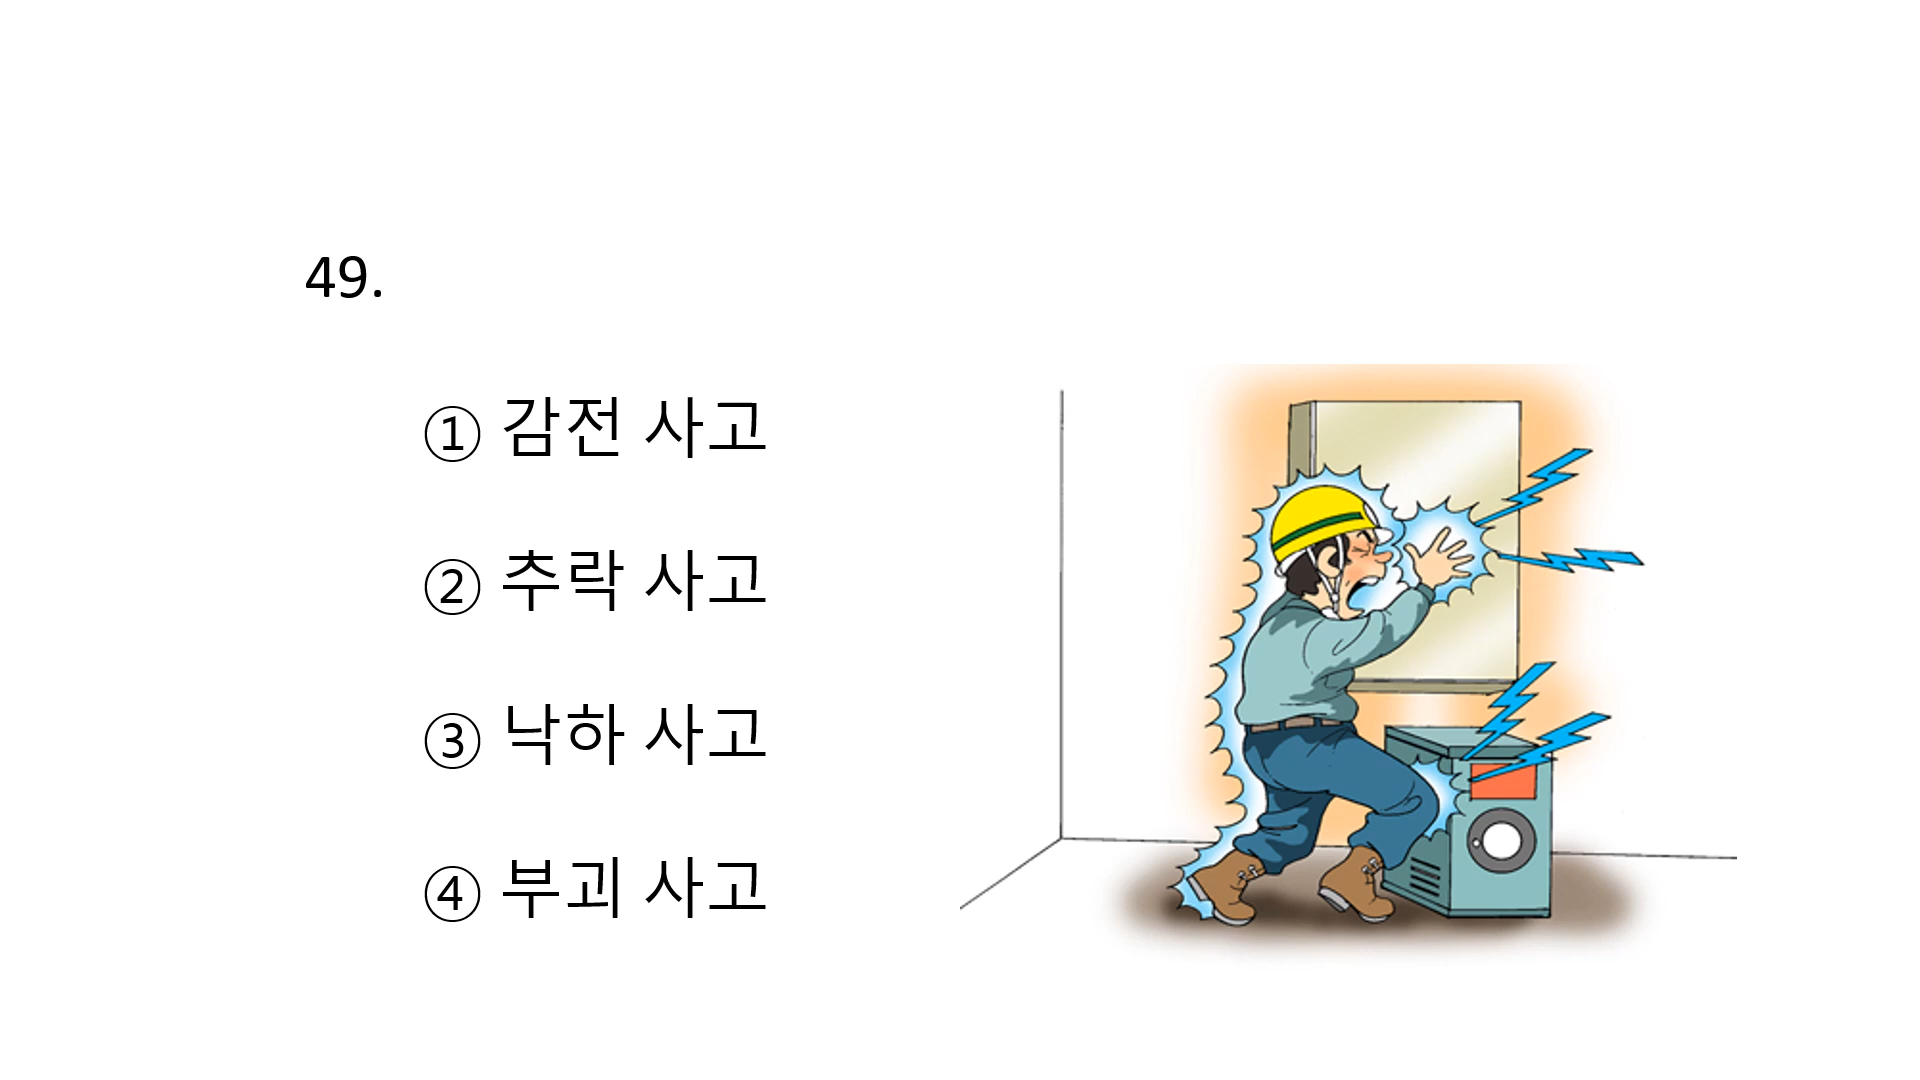 49.
① 감전 사고
② 추락 사고
③ 낙하 사고
④ 부괴 사고